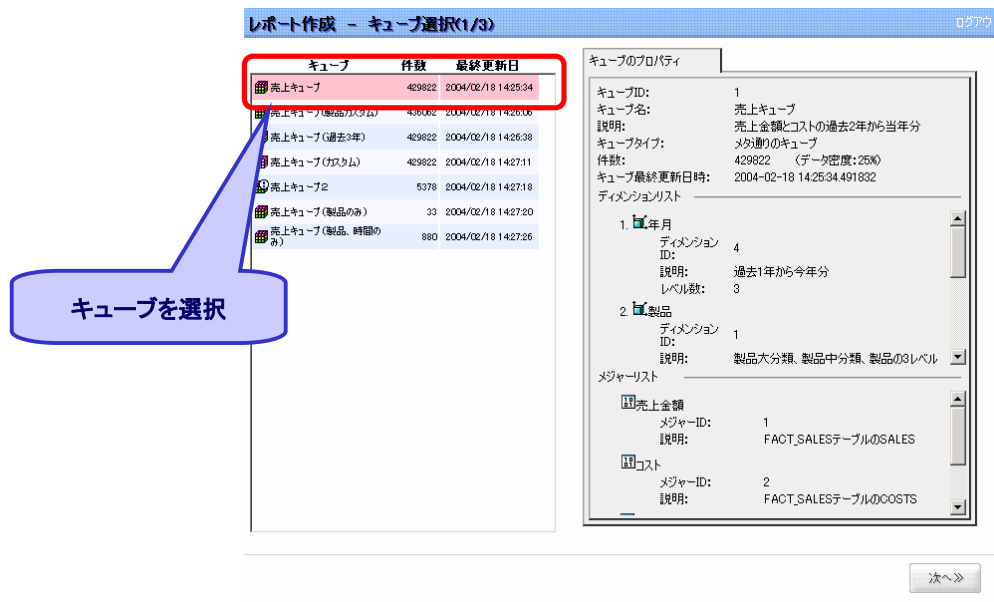 レポート作成 － キューブ選択(1/3)
ログアウ
キューブ 件数 最終更新日
売上キューブ 429822 2004/02/18 14:25:34
売上キューブ(製品カスタム) 436062 2004/02/18 14:26:06
売上キューブ(過去3年) 429822 2004/02/18 14:26:38
売上キューブ(カスタム) 429822 2004/02/18 14:27:11
売上キューブ2 5378 2004/02/18 14:27:18
売上キューブ(製品のみ) 33 2004/02/18 14:27:20
売上キューブ(製品、時間の
み) 880 2004/02/18 14:27:26
キューブを選択
キューブのプロパティ
キューブID: 1
キューブ名: 売上キューブ
説明: 売上金額とコストの過去2年から当年分
キューブタイプ: メタ通りのキューブ
件数: 429822 (データ密度:25%)
キューブ最終更新日時: 2004-02-18 14:25:34.491832
ディメンションリスト
1. 年月
ディメンション
ID: 4
説明: 過去1年から今年分
レベル数: 3
2. 製品
ディメンション
ID: 1
説明: 製品大分類、製品中分類、製品の3レベル
メジャーリスト
売上金額
メジャーID: 1
説明: FACT_SALESテーブルのSALES
コスト
メジャーID: 2
説明: FACT_SALESテーブルのCOSTS
次へ≫